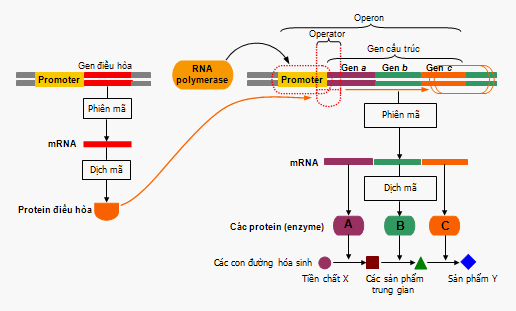 Operon
Operator
Gen điều hòa
RNA
polymerase
Gen cấu trúc
Promoter
Promoter
Gen a
Gen b
Gen c
Phiên mã
Phiên mã
mRNA
mRNA
Dịch mã
Dịch mã
Protein điều hòa
Các protein (enzyme)
A
B
C
Các con đường hóa sinh
Tiền chất X
Các sản phẩm
trung gian
Sản phẩm Y